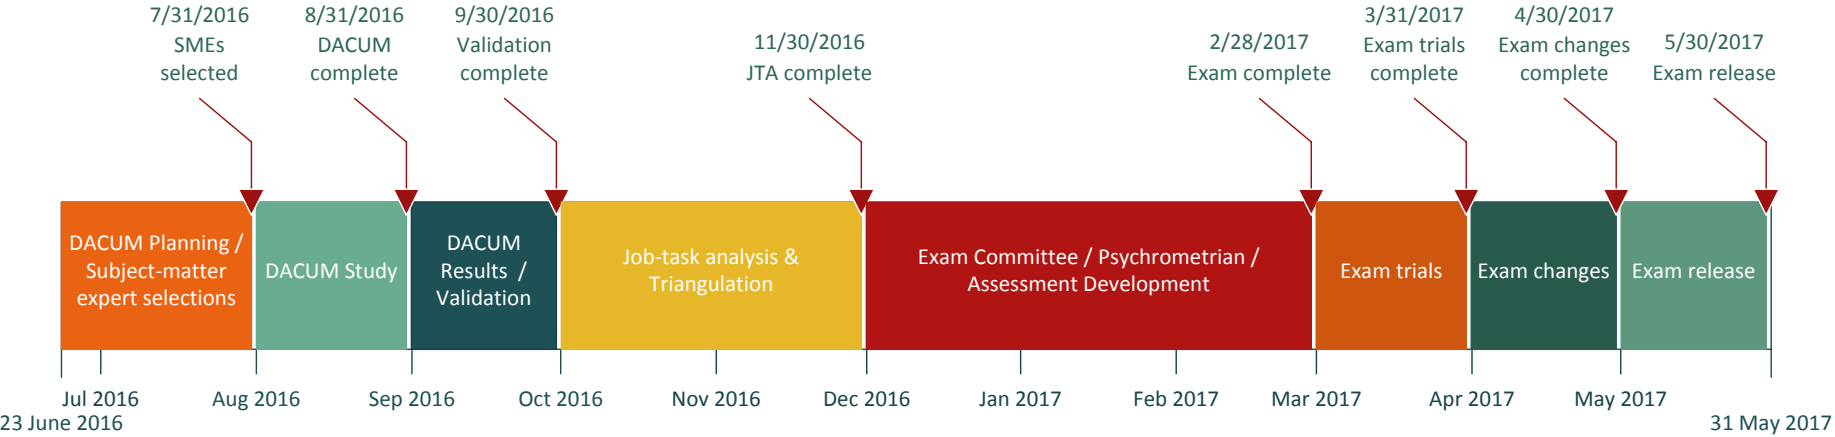 7/31/2016
SMEs
selected
8/31/2016
DACUM
complete
9/30/2016
Validation
complete
11/30/2016
JTA complete
2/28/2017
Exam complete
3/31/2017
Exam trials
complete
4/30/2017
Exam changes
complete
5/30/2017
Exam release
DACUM Planning /
Subject-matter
expert selections
DACUM Study
DACUM
Results /
Validation
Job-task analysis &
Triangulation
Exam Committee / Psychrometrian /
Assessment Development
Exam trials
Exam changes
Exam release
Jul 2016
Aug 2016
Sep 2016
Oct 2016
Nov 2016
Dec 2016
Jan 2017
Feb 2017
Mar 2017
Apr 2017
May 2017
23 June 2016
31 May 2017